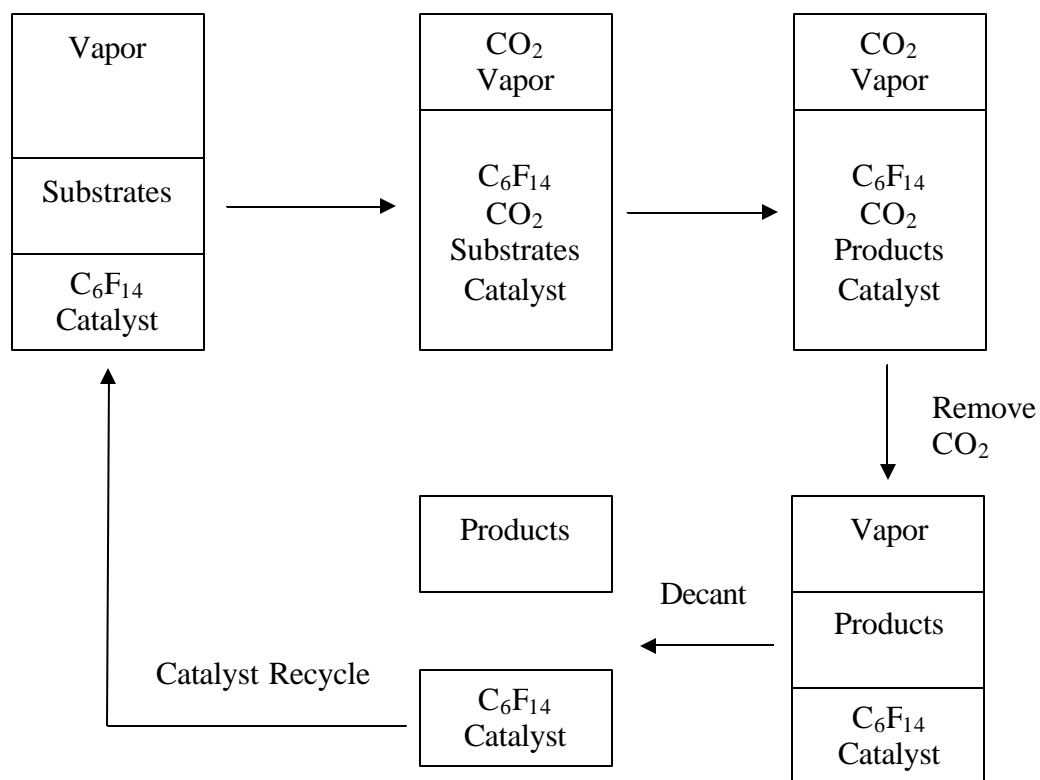 Vapor
Substrates
C₆F₁₄
Catalyst
CO₂
Vapor
C₆F₁₄
CO₂
Substrates
Catalyst
CO₂
Vapor
C₆F₁₄
CO₂
Products
Catalyst
Remove
CO₂
Vapor
Products
C₆F₁₄
Catalyst
Decant
Products
C₆F₁₄
Catalyst
Catalyst Recycle